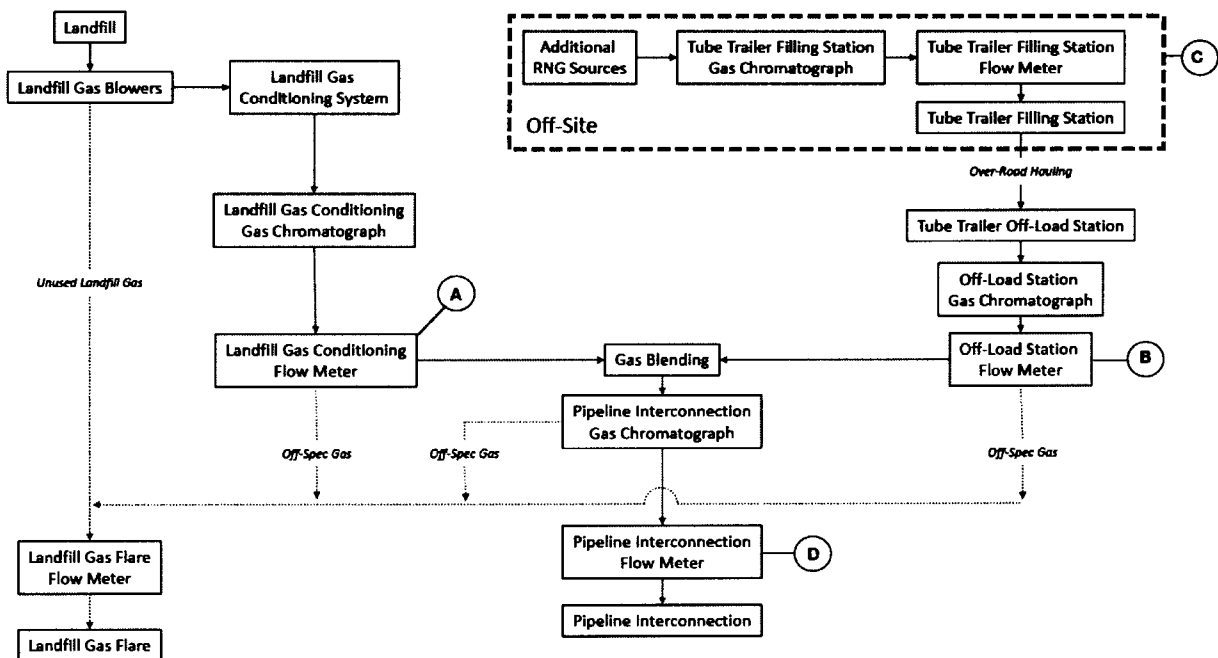 Landfill
Landfill Gas Blowers
Landfill Gas
Conditioning System
Additional
RNG Sources
Tube Trailer Filling Station
Gas Chromatograph
Tube Trailer Filling Station
Flow Meter
C
Off-Site
Tube Trailer Filling Station
Over-Road Hauling
Landfill Gas Conditioning
Gas Chromatograph
Tube Trailer Off-Load Station
Unused Landfill Gas
A
Off-Load Station
Gas Chromatograph
Landfill Gas Conditioning
Flow Meter
Gas Blending
Off-Load Station
Flow Meter
B
Pipeline Interconnection
Gas Chromatograph
Off-Spec Gas
Off-Spec Gas
Off-Spec Gas
Landfill Gas Flare
Flow Meter
Pipeline Interconnection
Flow Meter
D
Pipeline Interconnection
Landfill Gas Flare